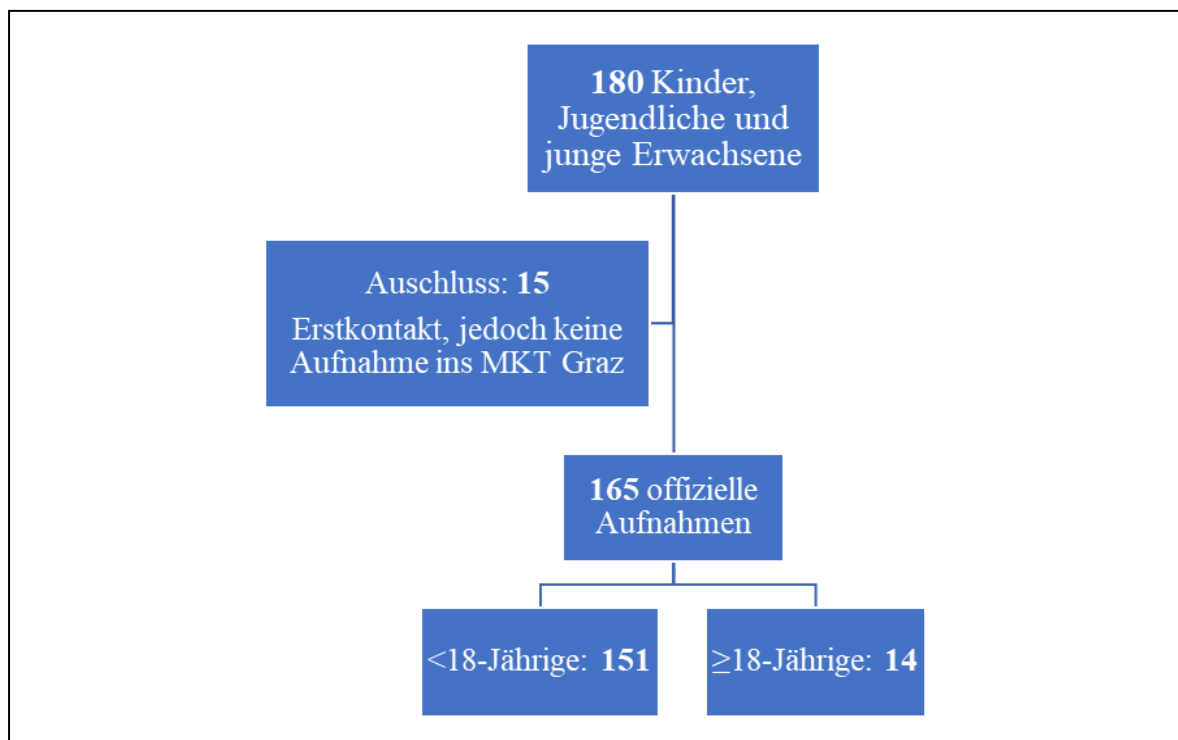 180 Kinder,
Jugendliche und
junge Erwachsene
Auschluss: 15
Erstkontakt, jedoch keine
Aufnahme ins MKT Graz
165 offizielle
Aufnahmen
<18-Jährige: 151
≥18-Jährige: 14